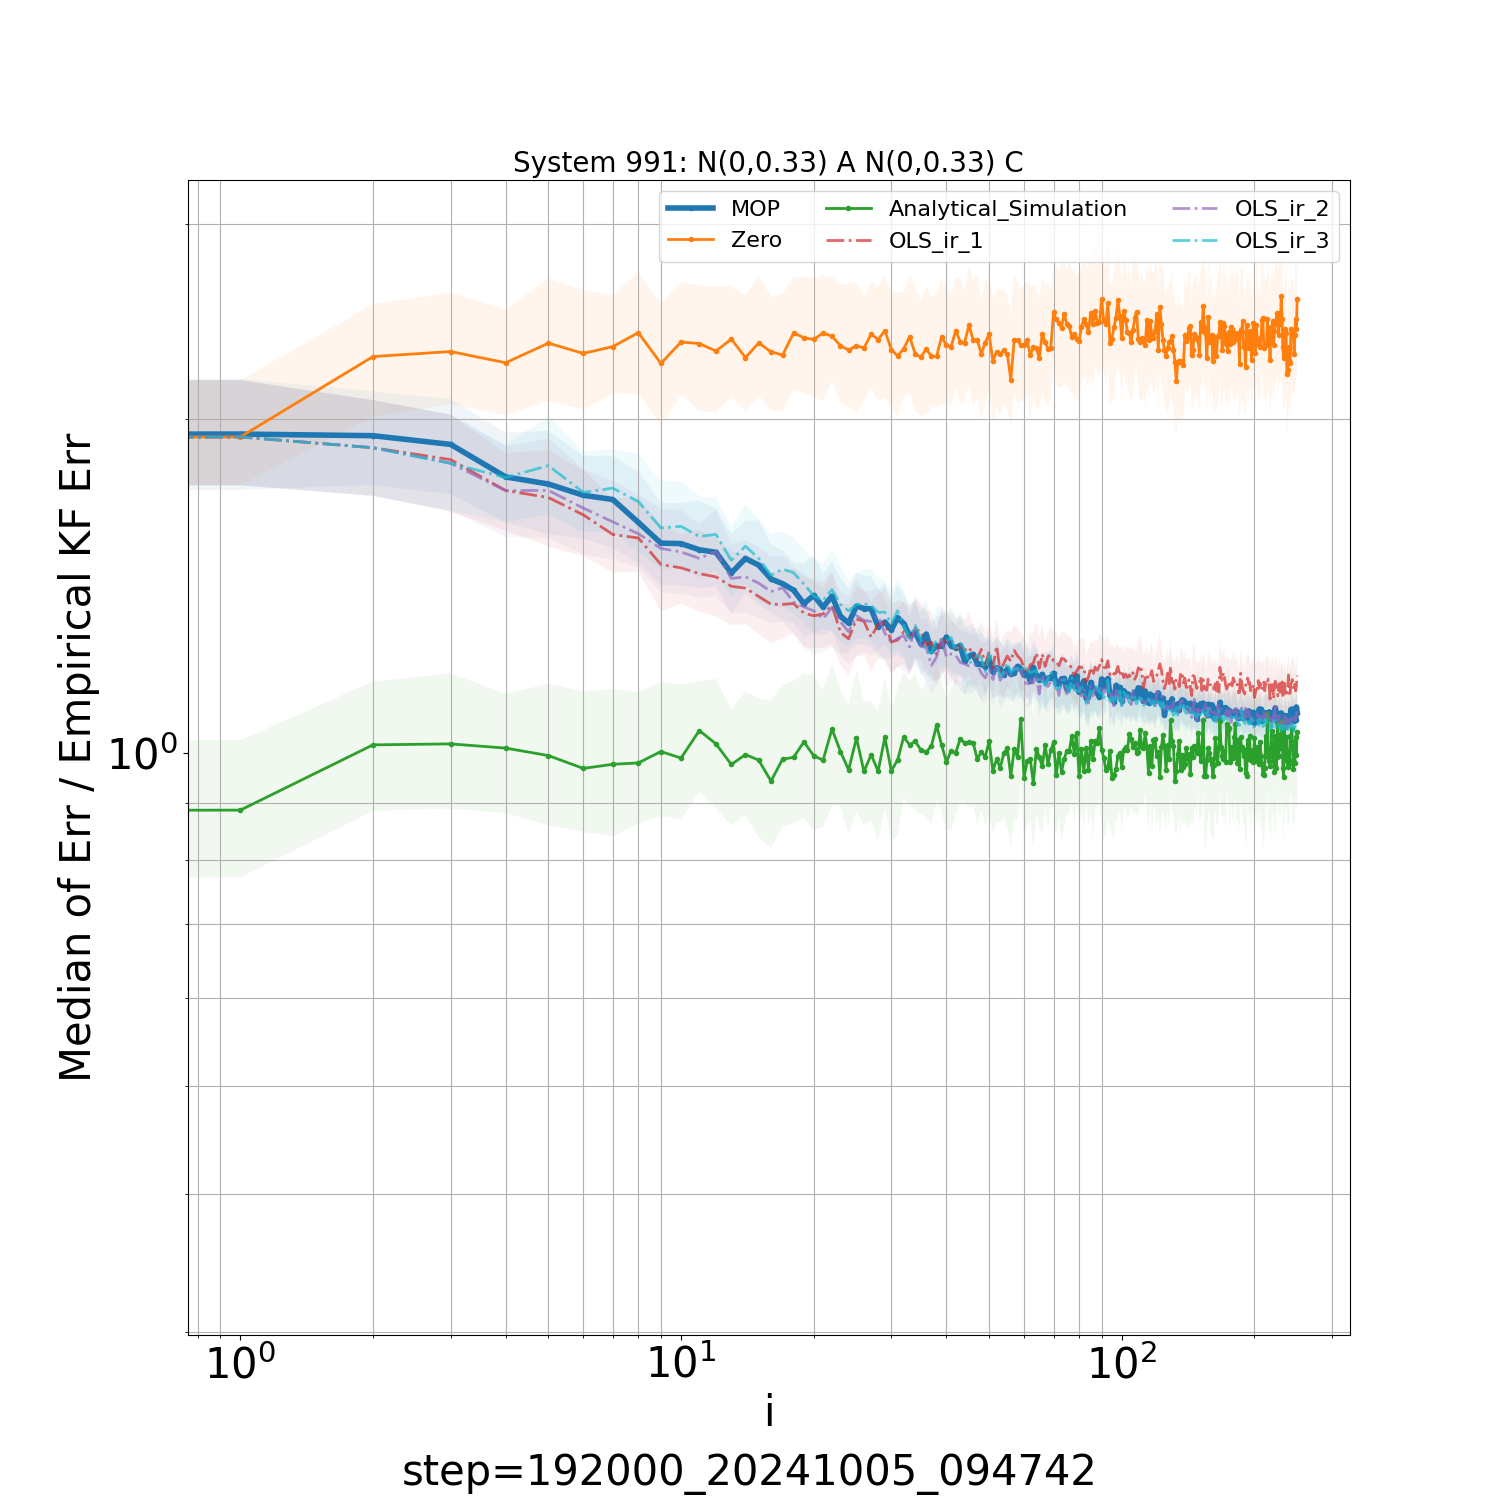 System 991: N(0,0.33) A N(0,0.33) C
MOP
Zero
Analytical_Simulation
OLS_ir_1
OLS_ir_2
OLS_ir_3
Median of Err / Empirical KF Err
10⁰
10⁰
10¹
10²
i
step=192000_20241005_094742